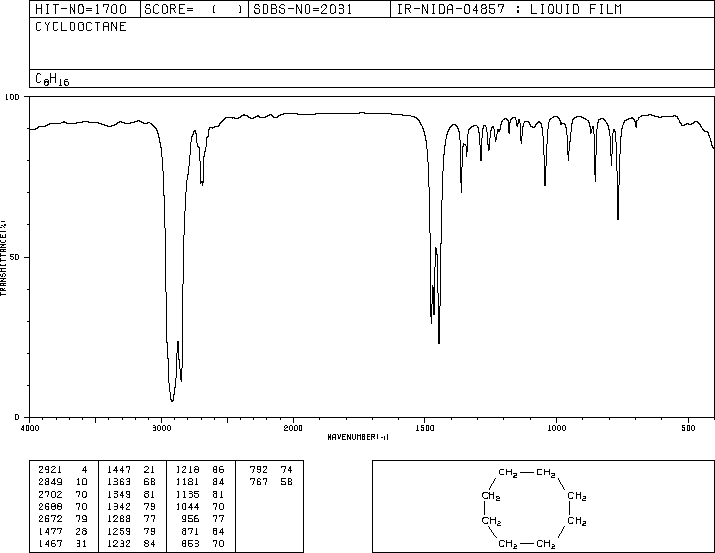 HIT-NO=1700 SCORE= ( ) SDBS-NO=2031 IR-NIDA-04857 : LIQUID FILM
CYCLOOCTANE
C8H16
100
50
0
TRANSMITTANCE(%)
4000 3000 2000 1500 1000 500
WAVENUMBER(-1)
2921 4 1447 21 1218 86 792 74
2849 10 1363 68 1181 84 767 58
2702 70 1349 81 1135 81
2688 70 1342 79 1044 70
2672 79 1288 77 956 77
1477 28 1259 79 871 84
1467 31 1232 84 853 70
CH2 CH2
CH2 CH2
CH2 CH2
CH2 CH2